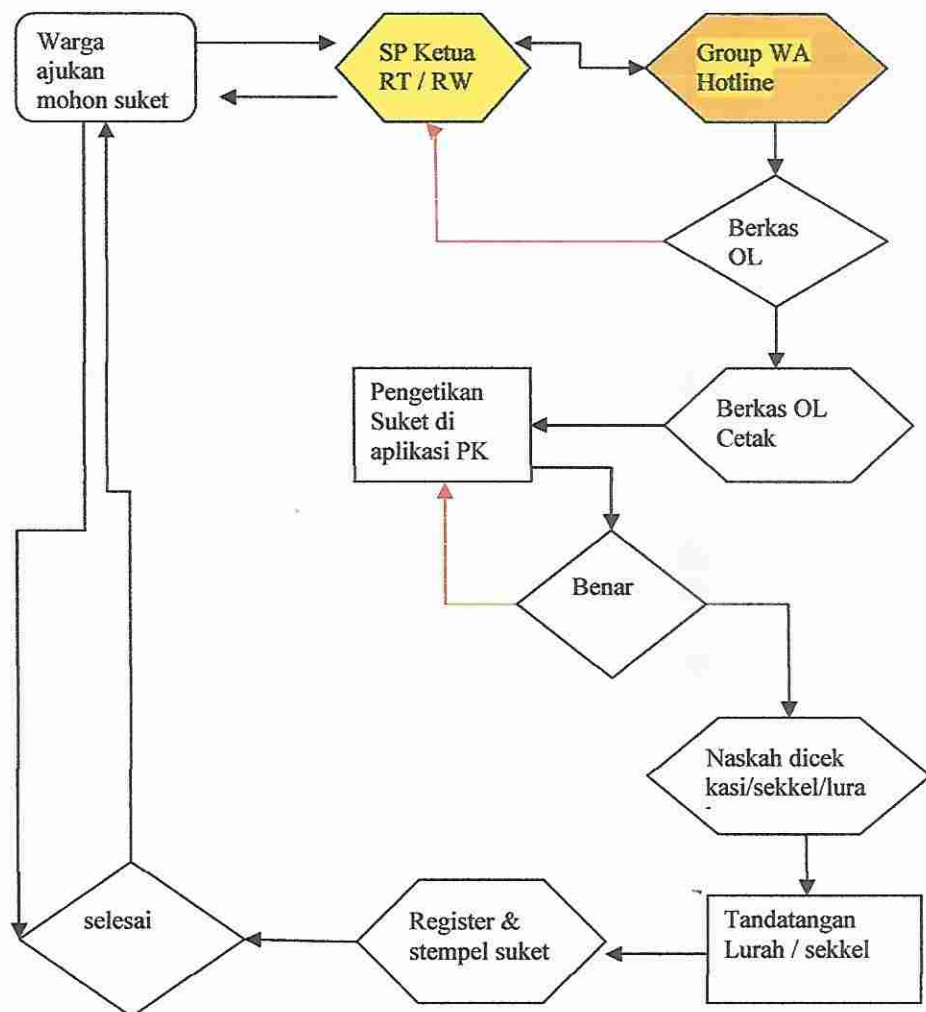 Warga
ajukan
mohon suket
SP Ketua
RT / RW
Group WA
Hotline
Berkas
OL
Berkas OL
Cetak
Pengetikan
Suket di
aplikasi PK
Benar
Naskah dicek
kasi/sekkel/lura
Tandatangan
Lurah / sekkel
Register &
stempel suket
selesai